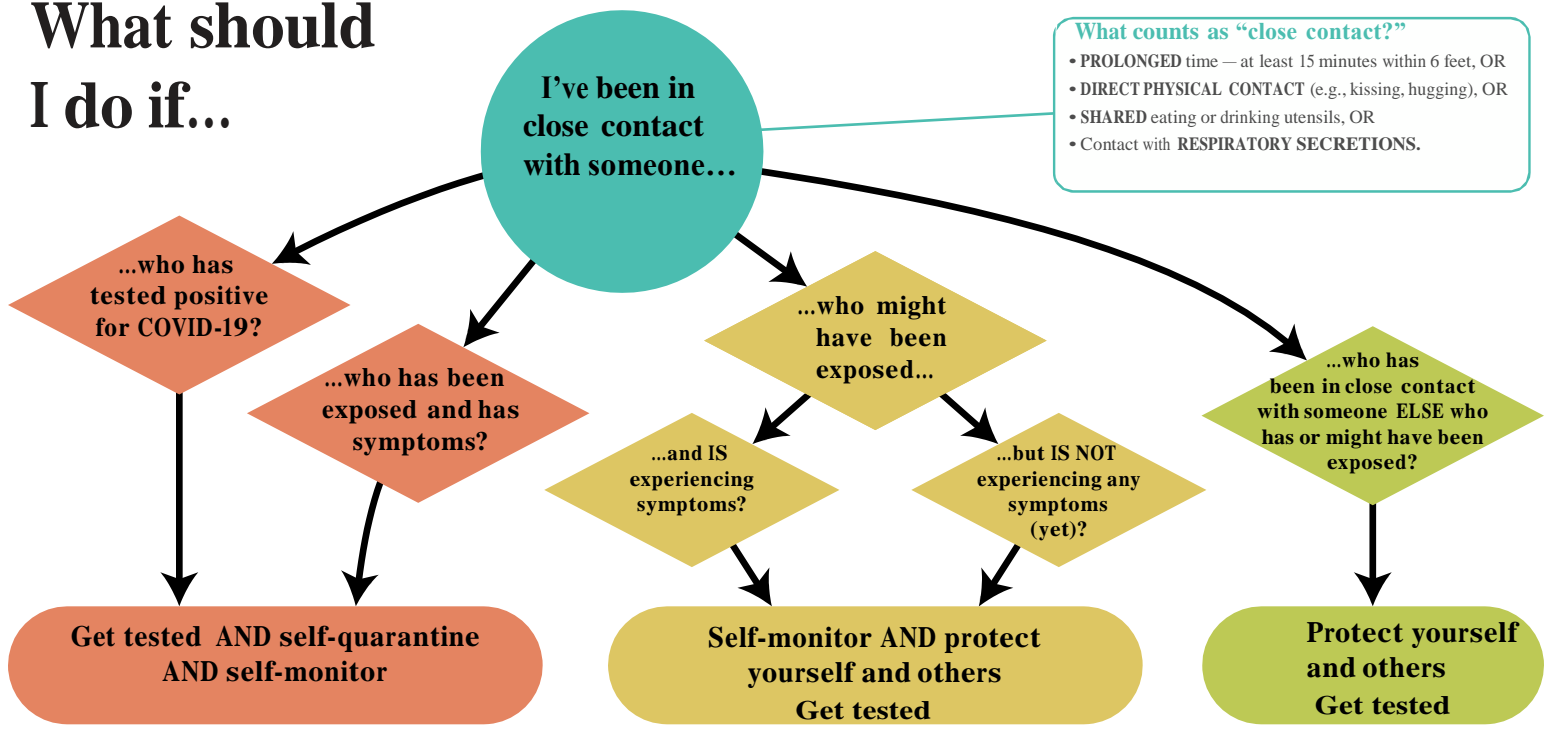 What should
I do if...
I’ve been in
close contact
with someone…
What counts as “close contact?”
• PROLONGED time — at least 15 minutes within 6 feet, OR
• DIRECT PHYSICAL CONTACT (e.g., kissing, hugging), OR
• SHARED eating or drinking utensils, OR
• Contact with RESPIRATORY SECRETIONS.
...who has
tested positive
for COVID-19?
...who has been
exposed and has
symptoms?
...who might
have been
exposed...
...and IS
experiencing
symptoms?
...but IS NOT
experiencing any
symptoms
(yet)?
...who has
been in close contact
with someone ELSE who
has or might have been
exposed?
Get tested AND self-quarantine
AND self-monitor
Self-monitor AND protect
yourself and others
Get tested
Protect yourself
and others
Get tested